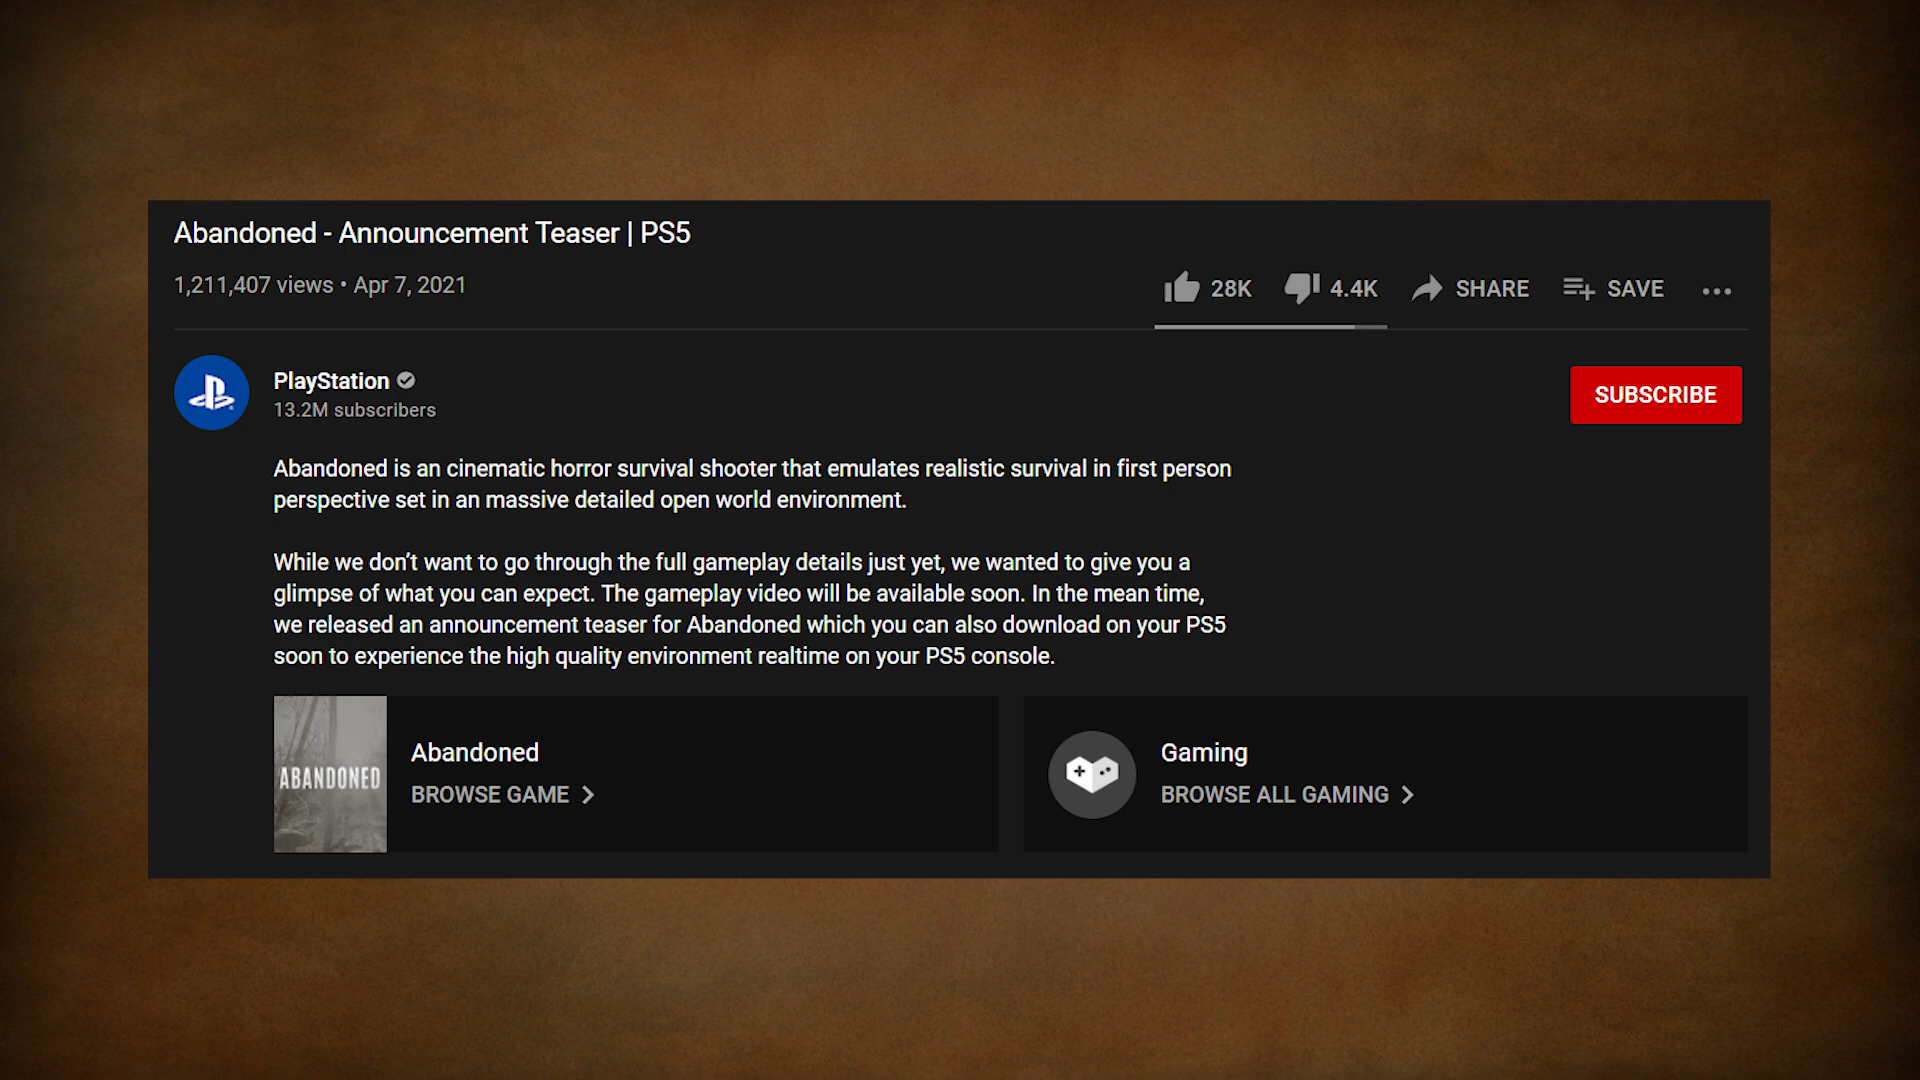 Abandoned - Announcement Teaser | PS5
1,211,407 views • Apr 7, 2021
28K
4.4K
SHARE
SAVE
PlayStation
13.2M subscribers
SUBSCRIBE
Abandoned is an cinematic horror survival shooter that emulates realistic survival in first person
perspective set in an massive detailed open world environment.
While we don’t want to go through the full gameplay details just yet, we wanted to give you a
glimpse of what you can expect. The gameplay video will be available soon. In the mean time,
we released an announcement teaser for Abandoned which you can also download on your PS5
soon to experience the high quality environment realtime on your PS5 console.
ABANDONED
Abandoned
BROWSE GAME
Gaming
BROWSE ALL GAMING